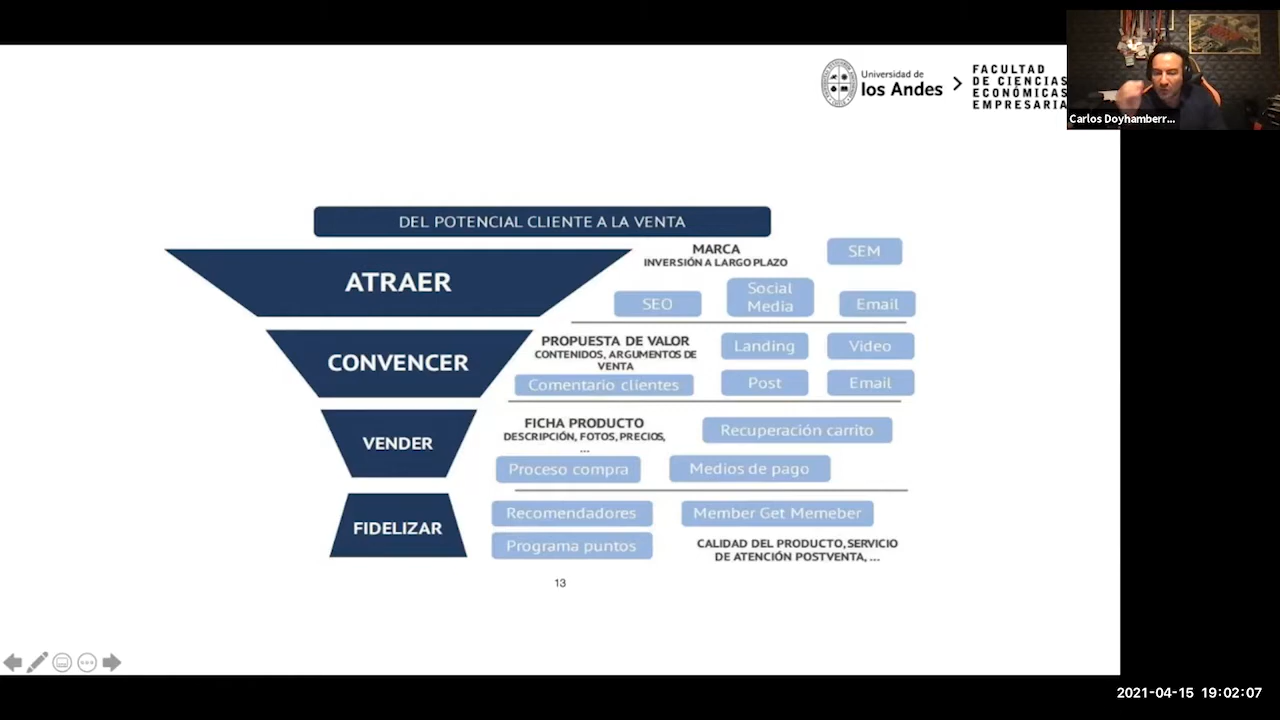 Universidad de
los Andes
FACULTAD
DE CIENCIAS
ECONÓMICAS
EMPRESARIA
Carlos Doyhamberr...
DEL POTENCIAL CLIENTE A LA VENTA
ATRAER
MARCA
INVERSIÓN A LARGO PLAZO
SEM
SEO
Social
Media
Email
CONVENCER
PROPUESTA DE VALOR
CONTENIDOS, ARGUMENTOS DE
VENTA
Landing
Video
Comentario clientes
Post
Email
VENDER
FICHA PRODUCTO
DESCRIPCIÓN, FOTOS, PRECIOS,
...
Recuperación carrito
Proceso compra
Medios de pago
FIDELIZAR
Recomendadores
Member Get Memeber
Programa puntos
CALIDAD DEL PRODUCTO, SERVICIO
DE ATENCIÓN POSTVENTA, ...
13
2021-04-15 19:02:07